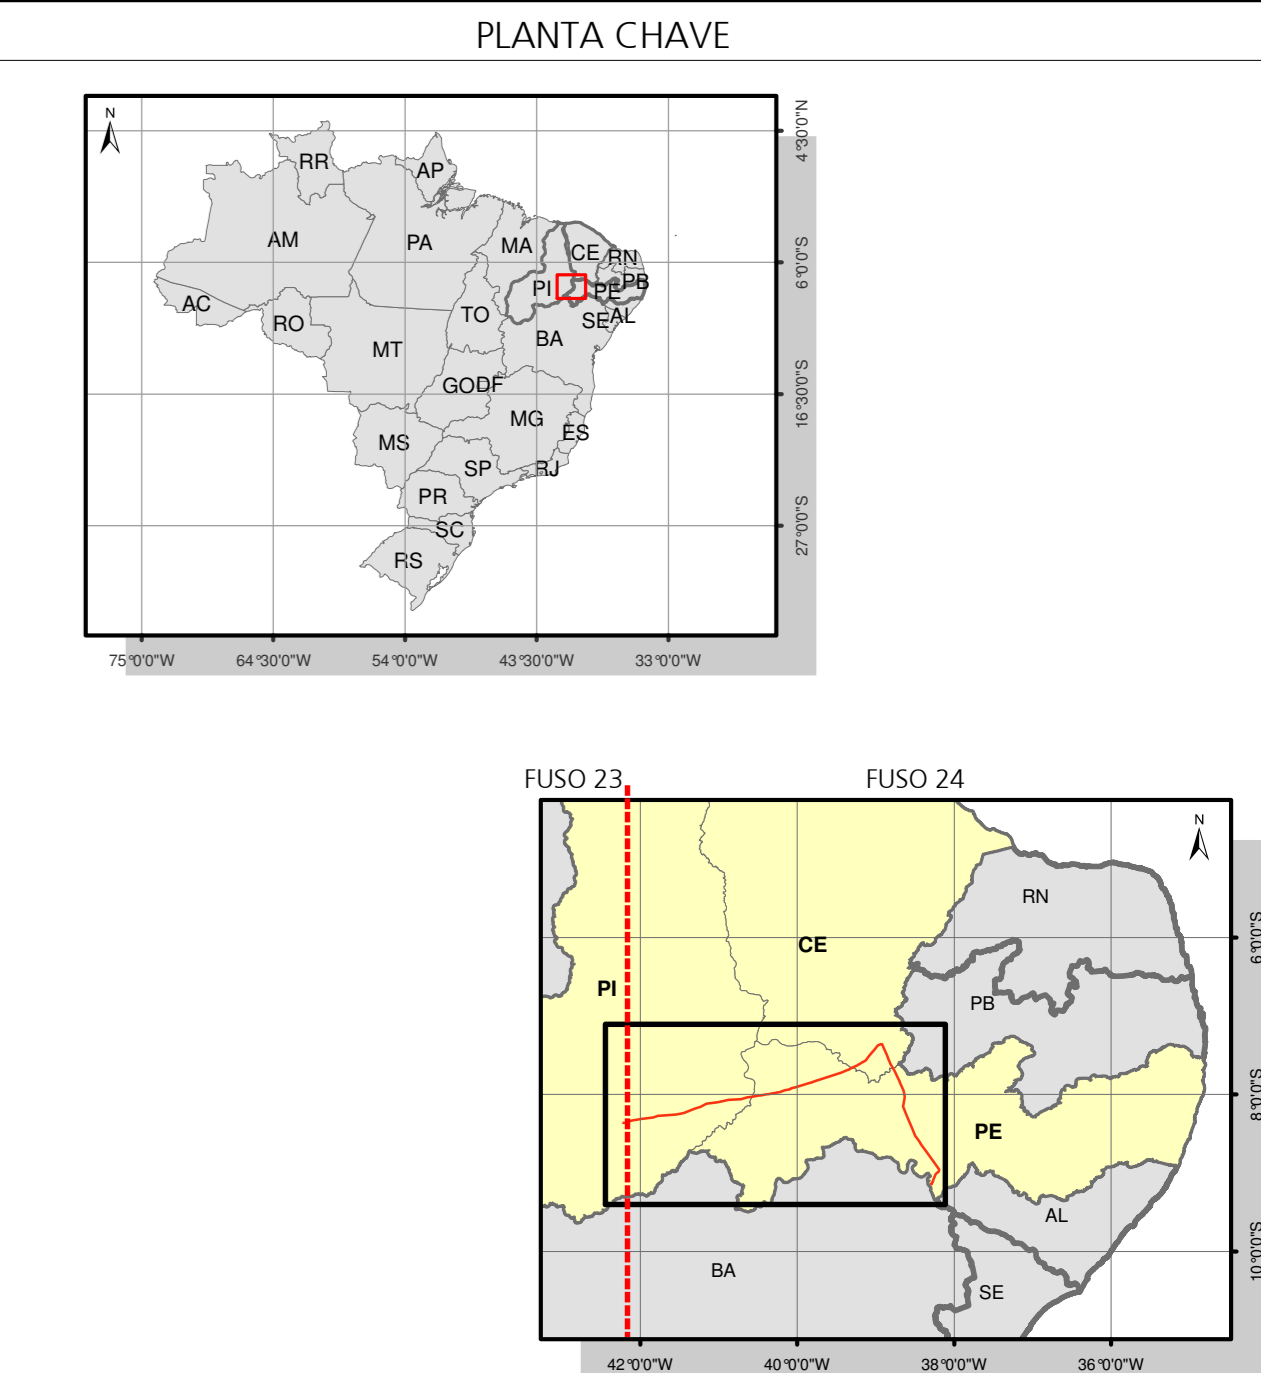 PLANTA CHAVE
N
4°30'0"N
RR
AP
AM
PA
MA
CE
RN
6°0'0"S
PI
PE
PB
AC
RO
TO
SE
AL
BA
MT
GO
DF
16°30'0"S
MG
ES
MS
SP
RJ
PR
SC
27°0'0"S
RS
75°0'0"W
64°30'0"W
54°0'0"W
43°30'0"W
33°0'0"W
FUSO 23
FUSO 24
N
RN
6°0'0"S
CE
PI
PB
8°0'0"S
PE
AL
10°0'0"S
BA
SE
42°0'0"W
40°0'0"W
38°0'0"W
36°0'0"W